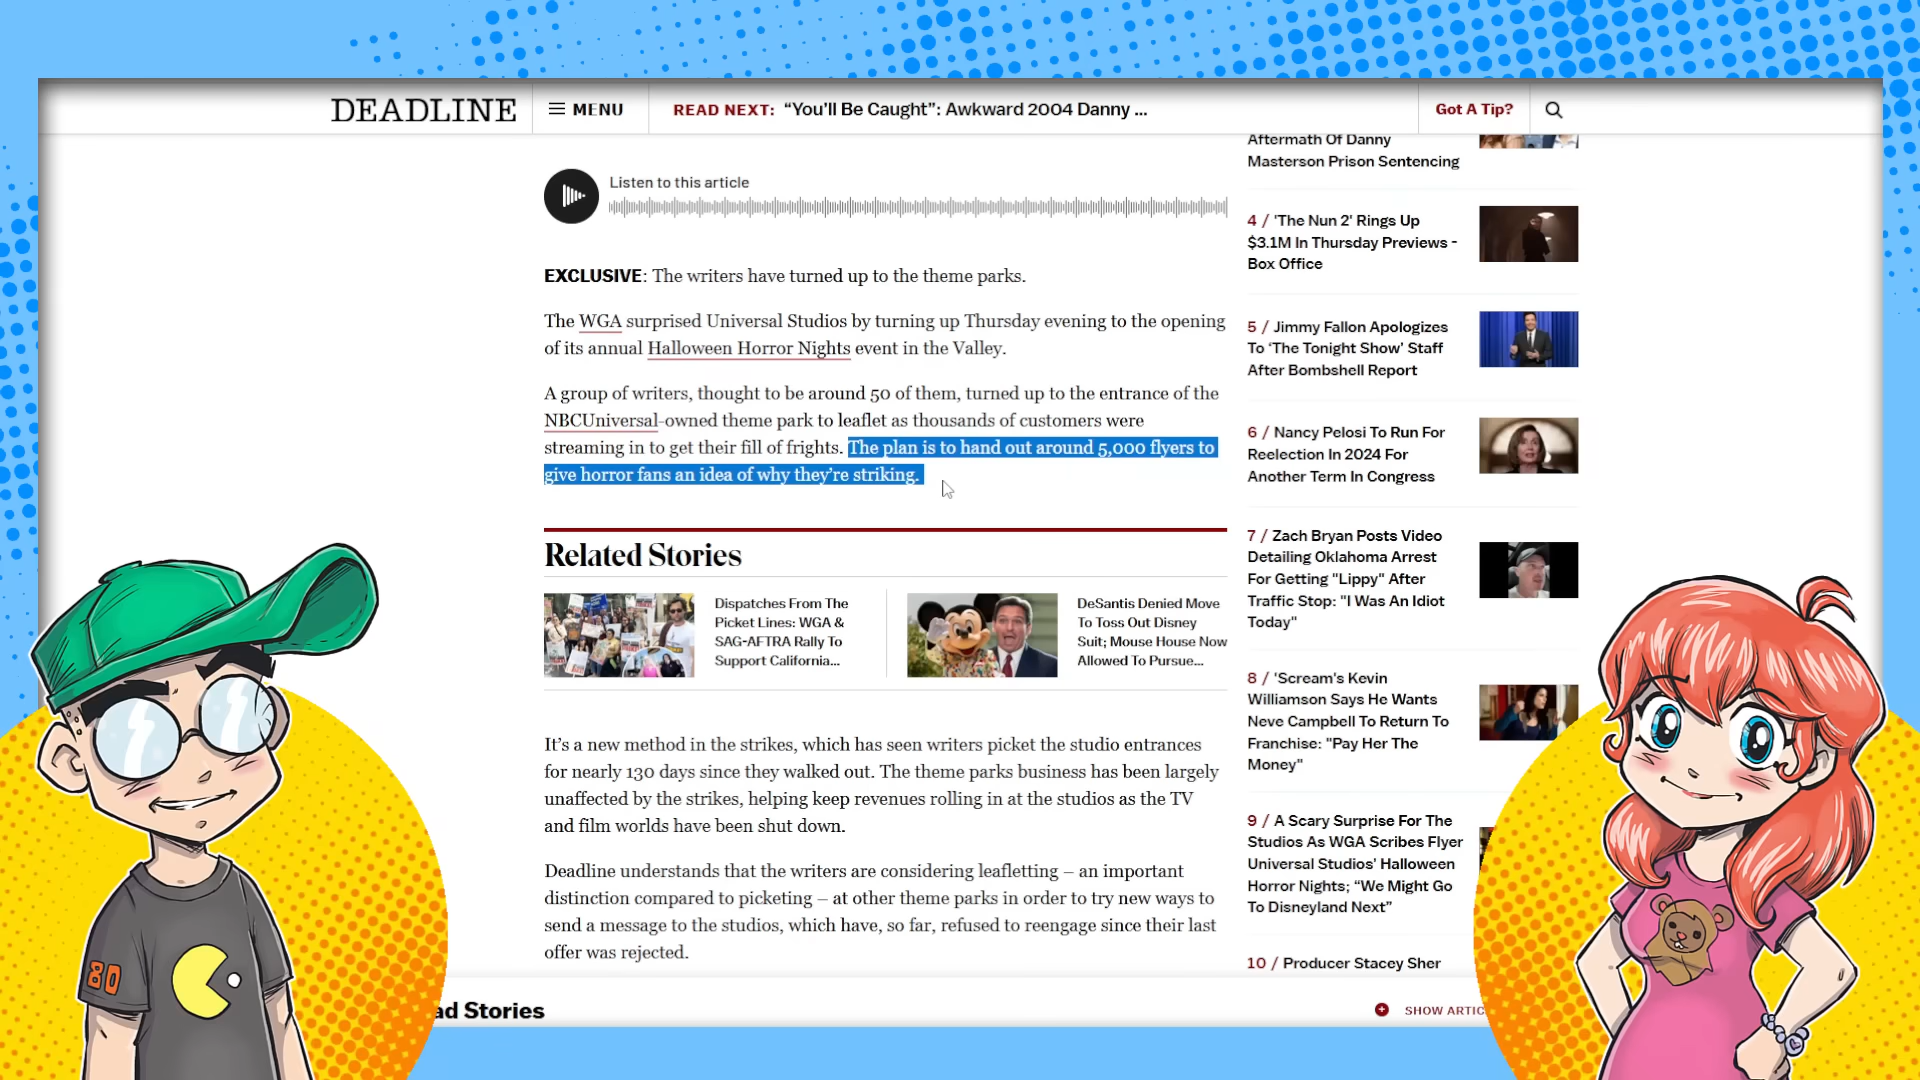 DEADLINE
MENU
READ NEXT: “You’ll Be Caught”: Awkward 2004 Danny ...
Got A Tip?
Listen to this article
EXCLUSIVE: The writers have turned up to the theme parks.
The WGA surprised Universal Studios by turning up Thursday evening to the opening
of its annual Halloween Horror Nights event in the Valley.
A group of writers, thought to be around 50 of them, turned up to the entrance of the
NBCUniversal-owned theme park to leaflet as thousands of customers were
streaming in to get their fill of frights. The plan is to hand out around 5,000 flyers to
give horror fans an idea of why they’re striking.
Related Stories
Dispatches From The
Picket Lines: WGA &
SAG-AFTRA Rally To
Support California...
DeSantis Denied Move
To Toss Out Disney
Suit; Mouse House Now
Allowed To Pursue...
It’s a new method in the strikes, which has seen writers picket the studio entrances
for nearly 130 days since they walked out. The theme parks business has been largely
unaffected by the strikes, helping keep revenues rolling in at the studios as the TV
and film worlds have been shut down.
Deadline understands that the writers are considering leafletting – an important
distinction compared to picketing – at other theme parks in order to try new ways to
send a message to the studios, which have, so far, refused to reengage since their last
offer was rejected.
Aftermath Of Danny
Masterson Prison Sentencing
4 / 'The Nun 2' Rings Up
$3.1M In Thursday Previews -
Box Office
5 / Jimmy Fallon Apologizes
To ‘The Tonight Show’ Staff
After Bombshell Report
6 / Nancy Pelosi To Run For
Reelection In 2024 For
Another Term In Congress
7 / Zach Bryan Posts Video
Detailing Oklahoma Arrest
For Getting "Lippy" After
Traffic Stop: "I Was An Idiot
Today"
8 / 'Scream's Kevin
Williamson Says He Wants
Neve Campbell To Return To
Franchise: "Pay Her The
Money"
9 / A Scary Surprise For The
Studios As WGA Scribes Flyer
Universal Studios' Halloween
Horror Nights; “We Might Go
To Disneyland Next”
10 / Producer Stacey Sher
ad Stories
SHOW ARTIC
80